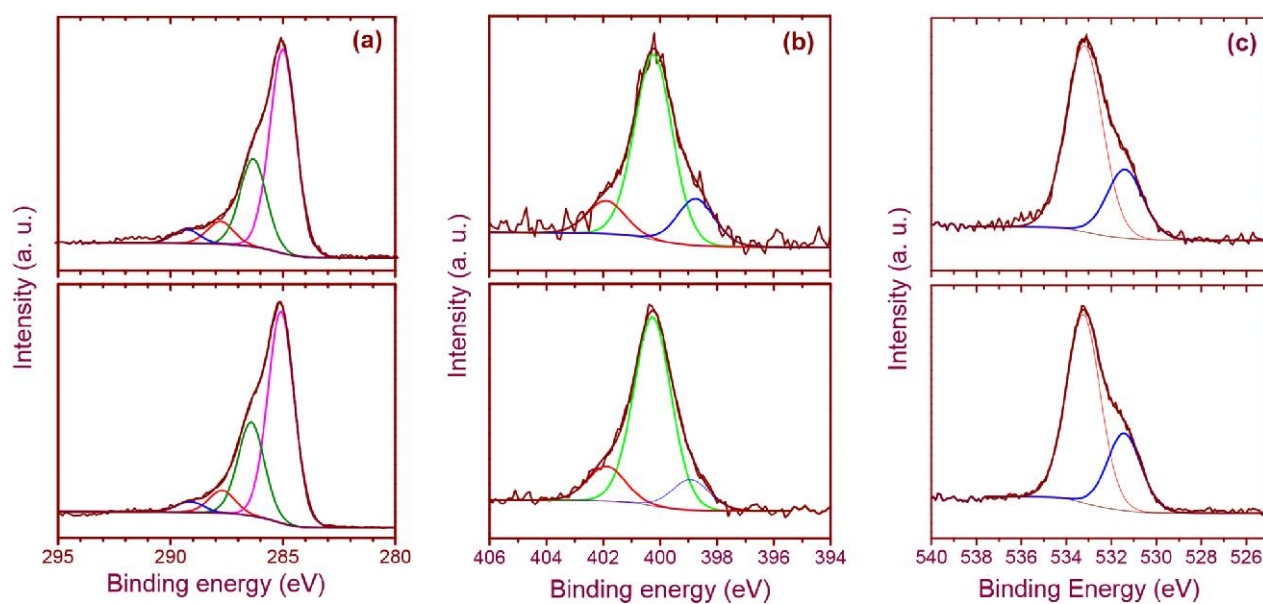 (a)
(b)
(c)
Intensity (a. u.)
Intensity (a. u.)
Intensity (a. u.)
295 290 285 280
406 404 402 400 398 396 394
540 538 536 534 532 530 528 526
Binding energy (eV)
Binding energy (eV)
Binding Energy (eV)